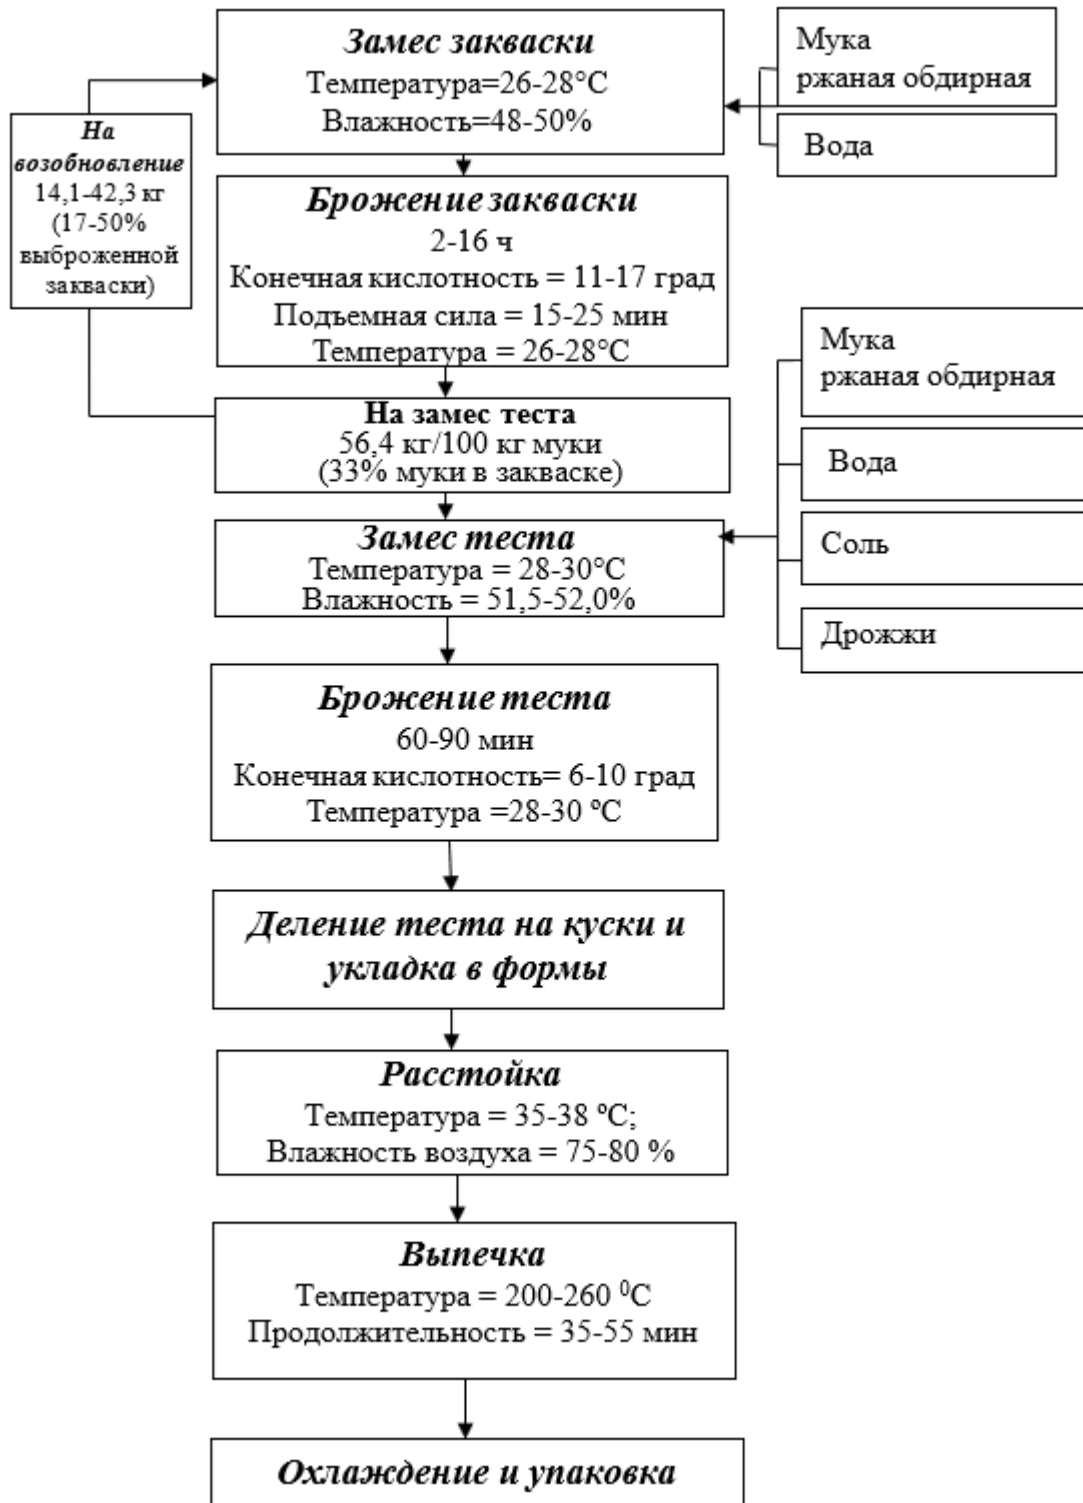 Замес закваски
Температура=26-28°С
Влажность=48-50%
Мука
ржаная обдирная
Вода
На
возобновление
14,1-42,3 кг
(17-50%
выброженной
закваски)
Брожение закваски
2-16 ч
Конечная кислотность = 11-17 град
Подъемная сила = 15-25 мин
Температура = 26-28°С
На замес теста
56,4 кг/100 кг муки
(33% муки в закваске)
Мука
ржаная обдирная
Вода
Соль
Дрожжи
Замес теста
Температура = 28-30°С
Влажность = 51,5-52,0%
Брожение теста
60-90 мин
Конечная кислотность= 6-10 град
Температура =28-30 ºС
Деление теста на куски и
укладка в формы
Расстойка
Температура = 35-38 ºС;
Влажность воздуха = 75-80 %
Выпечка
Температура = 200-260 ⁰С
Продолжительность = 35-55 мин
Охлаждение и упаковка